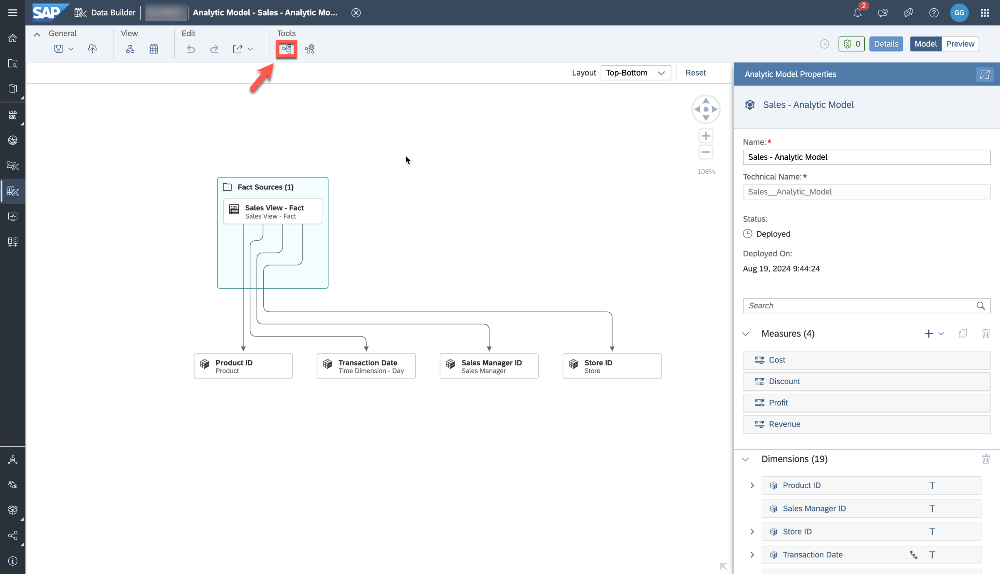 SAP Data Builder Analytic Model - Sales - Analytic Mo... 2 GG
General View Edit Tools
0 Details Model Preview
Layout Top-Bottom Reset
106%
Fact Sources (1)
123
Sales View - Fact
Sales View - Fact
Product ID
Product
Transaction Date
Time Dimension - Day
Sales Manager ID
Sales Manager
Store ID
Store
Analytic Model Properties
Sales - Analytic Model
Name:*
Sales - Analytic Model
Technical Name:*
Sales__Analytic_Model
Status:
Deployed
Deployed On:
Aug 19, 2024 9:44:24
Search
Measures (4)
Cost
Discount
Profit
Revenue
Dimensions (19)
Product ID T
Sales Manager ID T
Store ID T
Transaction Date T